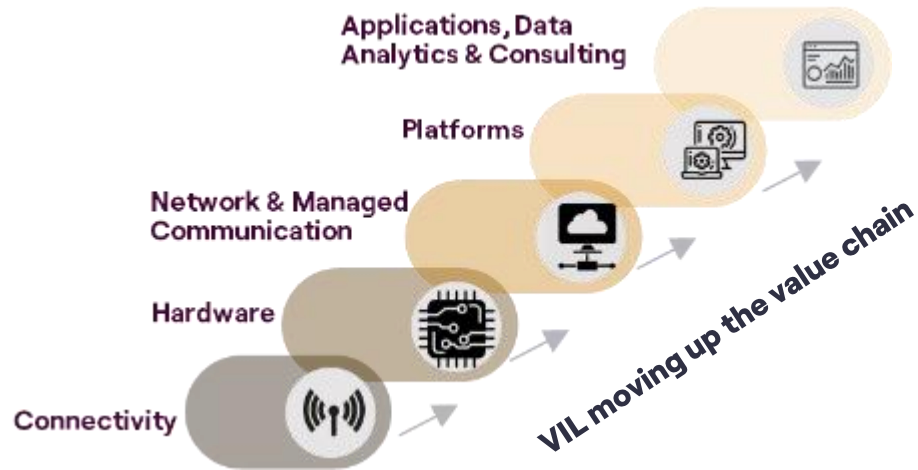 Applications, Data
Analytics & Consulting
Platforms
Network & Managed
Communication
Hardware
Connectivity
VIL moving up the value chain